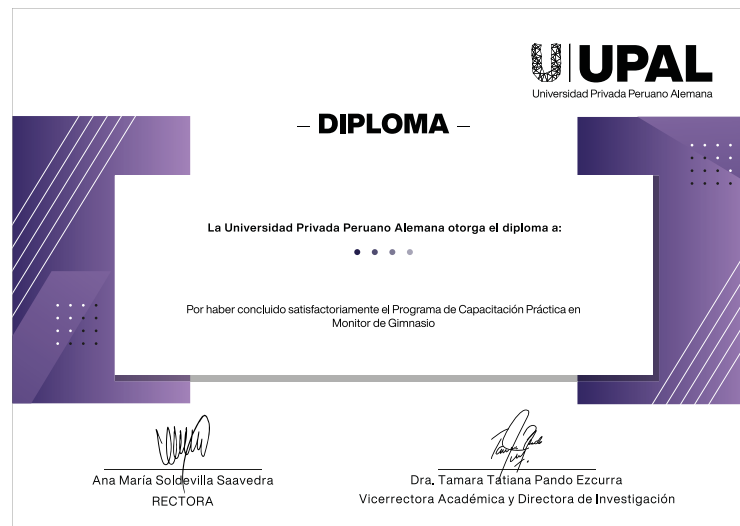 UPAL
Universidad Privada Peruano Alemana
– DIPLOMA –
La Universidad Privada Peruano Alemana otorga el diploma a:
Por haber concluido satisfactoriamente el Programa de Capacitación Práctica en
Monitor de Gimnasio
Ana María Soldevilla Saavedra
RECTORA
Dra. Tamara Tatiana Pando Ezcurra
Vicerrectora Académica y Directora de Investigación